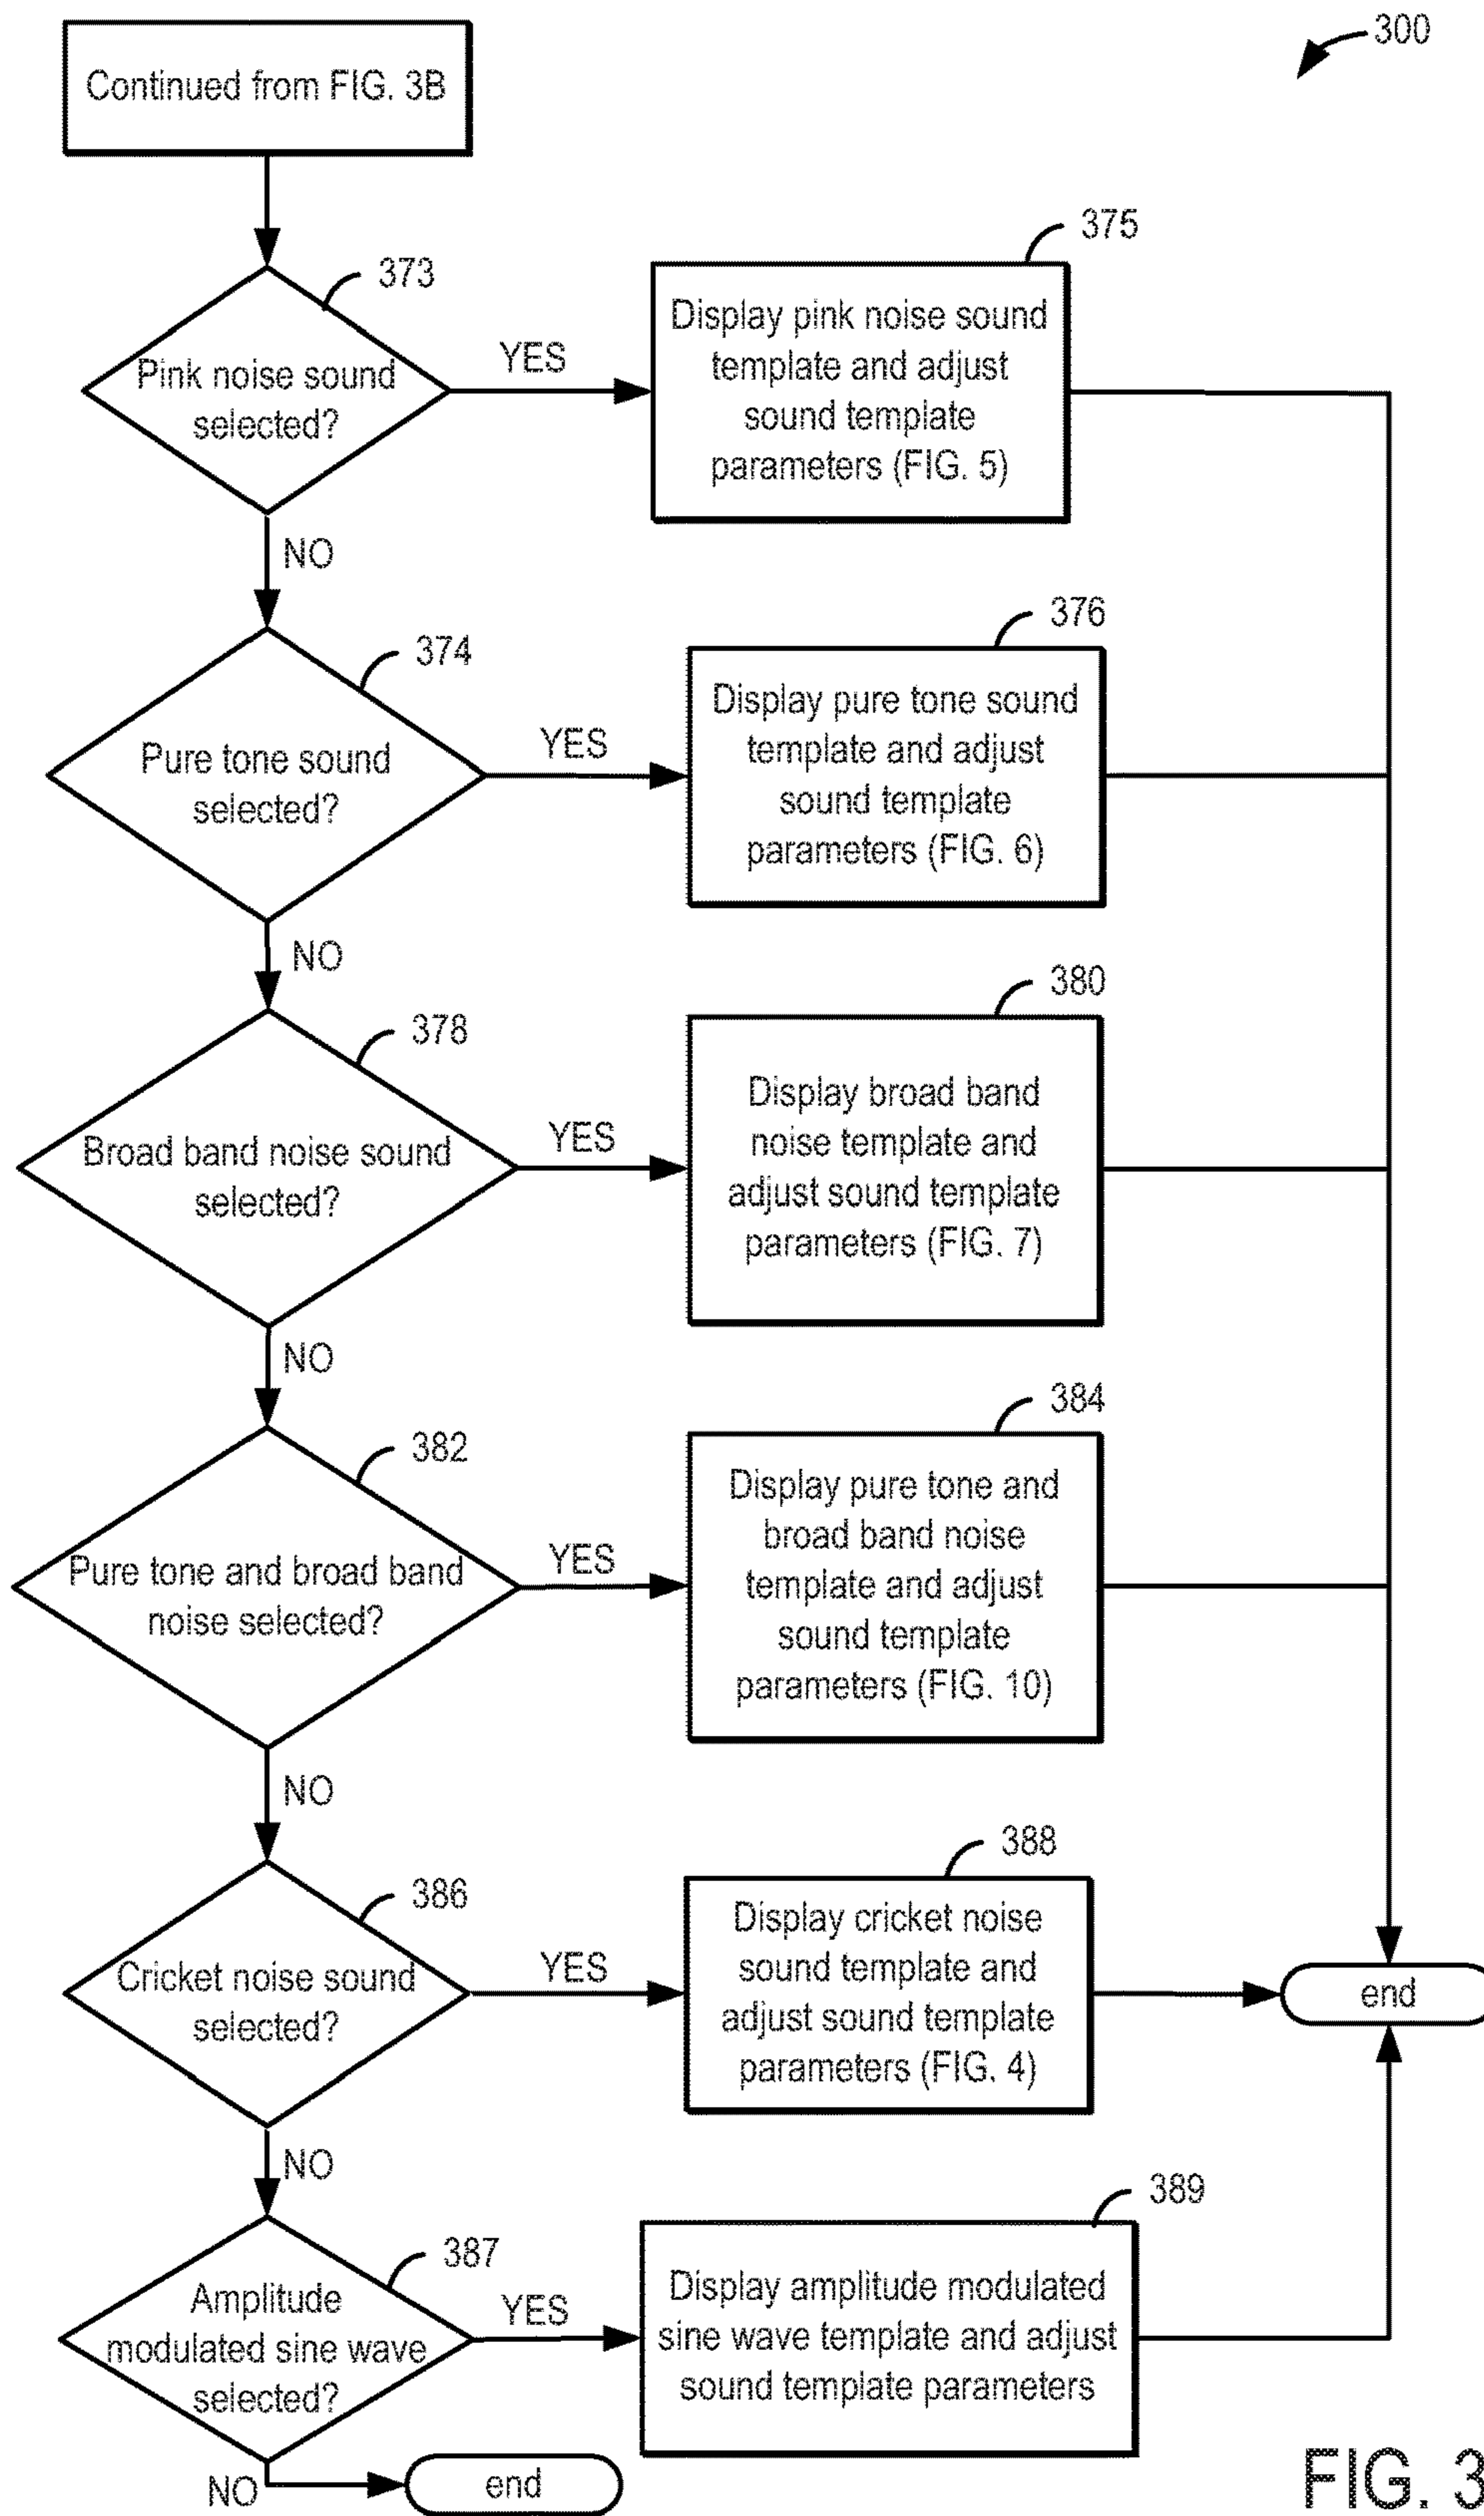 300
Continued from FIG. 3B
373
Pink noise sound
selected?
YES
375
Display pink noise sound
template and adjust
sound template
parameters (FIG. 5)
NO
374
Pure tone sound
selected?
YES
376
Display pure tone sound
template and adjust
sound template
parameters (FIG. 6)
NO
378
Broad band noise sound
selected?
YES
380
Display broad band
noise template and
adjust sound template
parameters (FIG. 7)
NO
382
Pure tone and broad band
noise selected?
YES
384
Display pure tone and
broad band noise
template and adjust
sound template
parameters (FIG. 10)
NO
386
Cricket noise sound
selected?
YES
388
Display cricket noise
sound template and
adjust sound template
parameters (FIG. 4)
end
NO
387
Amplitude
modulated sine wave
selected?
YES
389
Display amplitude modulated
sine wave template and adjust
sound template parameters
NO
end
FIG. 3